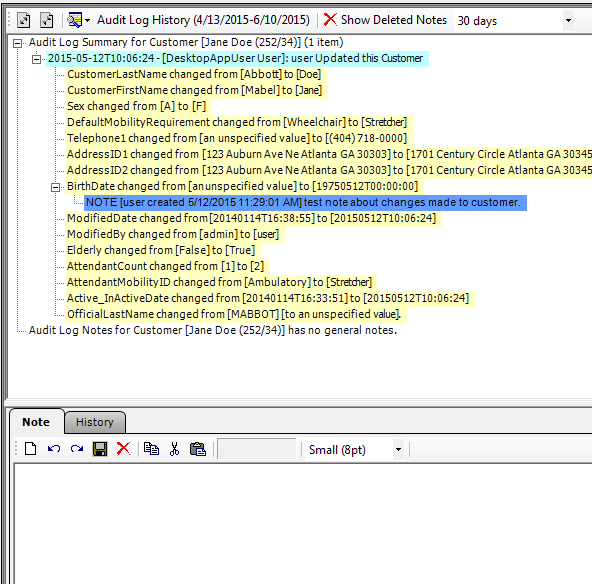 Audit Log History (4/13/2015-6/10/2015) Show Deleted Notes 30 days
Audit Log Summary for Customer [Jane Doe (252/34)] (1 item)
2015-05-12T10:06:24 - [DesktopAppUser User]: user Updated this Customer
CustomerLastName changed from [Abbott] to [Doe]
CustomerFirstName changed from [Mabel] to [Jane]
Sex changed from [A] to [F]
DefaultMobilityRequirement changed from [Wheelchair] to [Stretcher]
Telephone1 changed from [an unspecified value] to [(404) 718-0000]
AddressID1 changed from [123 Auburn Ave Ne Atlanta GA 30303] to [1701 Century Circle Atlanta GA 30345
AddressID2 changed from [123 Auburn Ave Ne Atlanta GA 30303] to [1701 Century Circle Atlanta GA 30345
BirthDate changed from [an unspecified value] to [19750512T00:00:00]
NOTE [user created 5/12/2015 11:29:01 AM] test note about changes made to customer.
ModifiedDate changed from [20140114T16:38:55] to [20150512T10:06:24]
ModifiedBy changed from [admin] to [user]
Elderly changed from [False] to [True]
AttendantCount changed from [1] to [2]
AttendantMobilityID changed from [Ambulatory] to [Stretcher]
Active_InActiveDate changed from [20140114T16:33:51] to [20150512T10:06:24]
OfficialLastName changed from [MABBOT] [to an unspecified value].
Audit Log Notes for Customer [Jane Doe (252/34)] has no general notes.
Note History
Small (8pt)